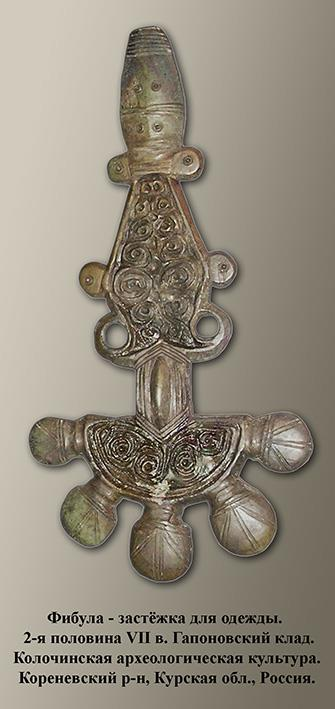 Фибула - застёжка для одежды.
2-я половина VII в. Гапоновский клад.
Колочинская археологическая культура.
Кореневский р-н, Курская обл., Россия.